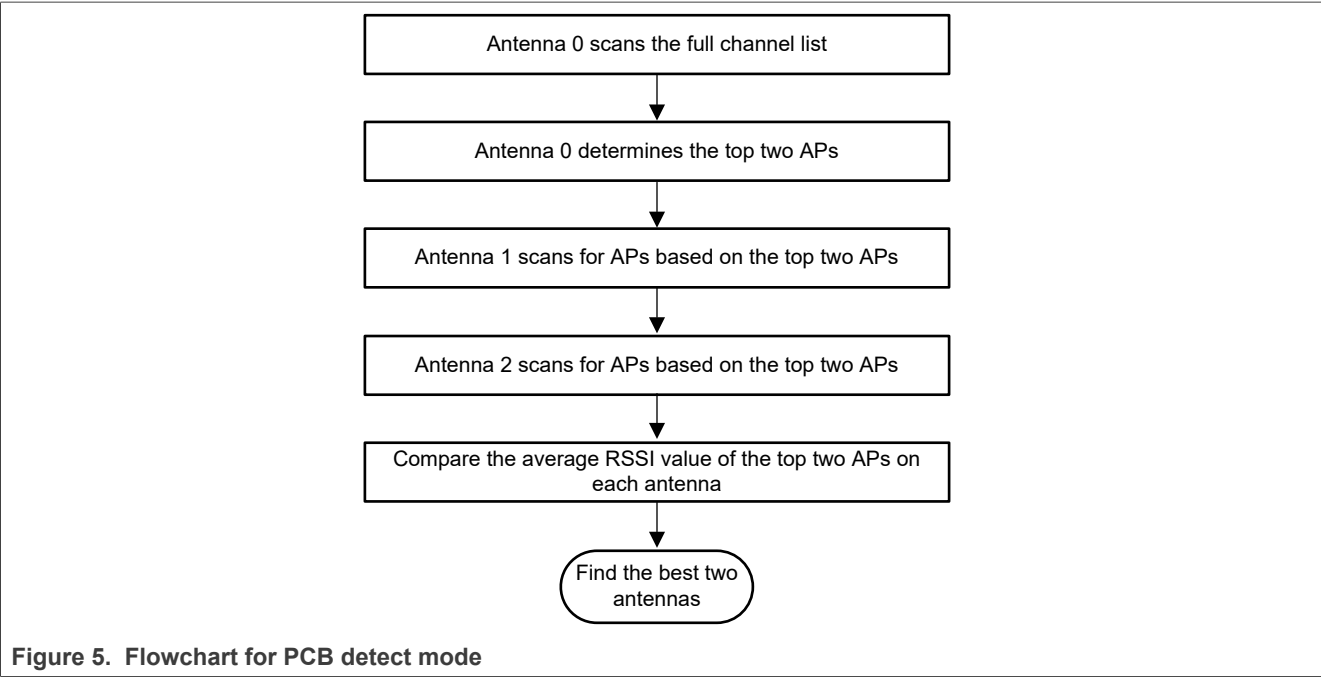 Antenna 0 scans the full channel list
Antenna 0 determines the top two APs
Antenna 1 scans for APs based on the top two APs
Antenna 2 scans for APs based on the top two APs
Compare the average RSSI value of the top two APs on
each antenna
Find the best two
antennas
Figure 5. Flowchart for PCB detect mode